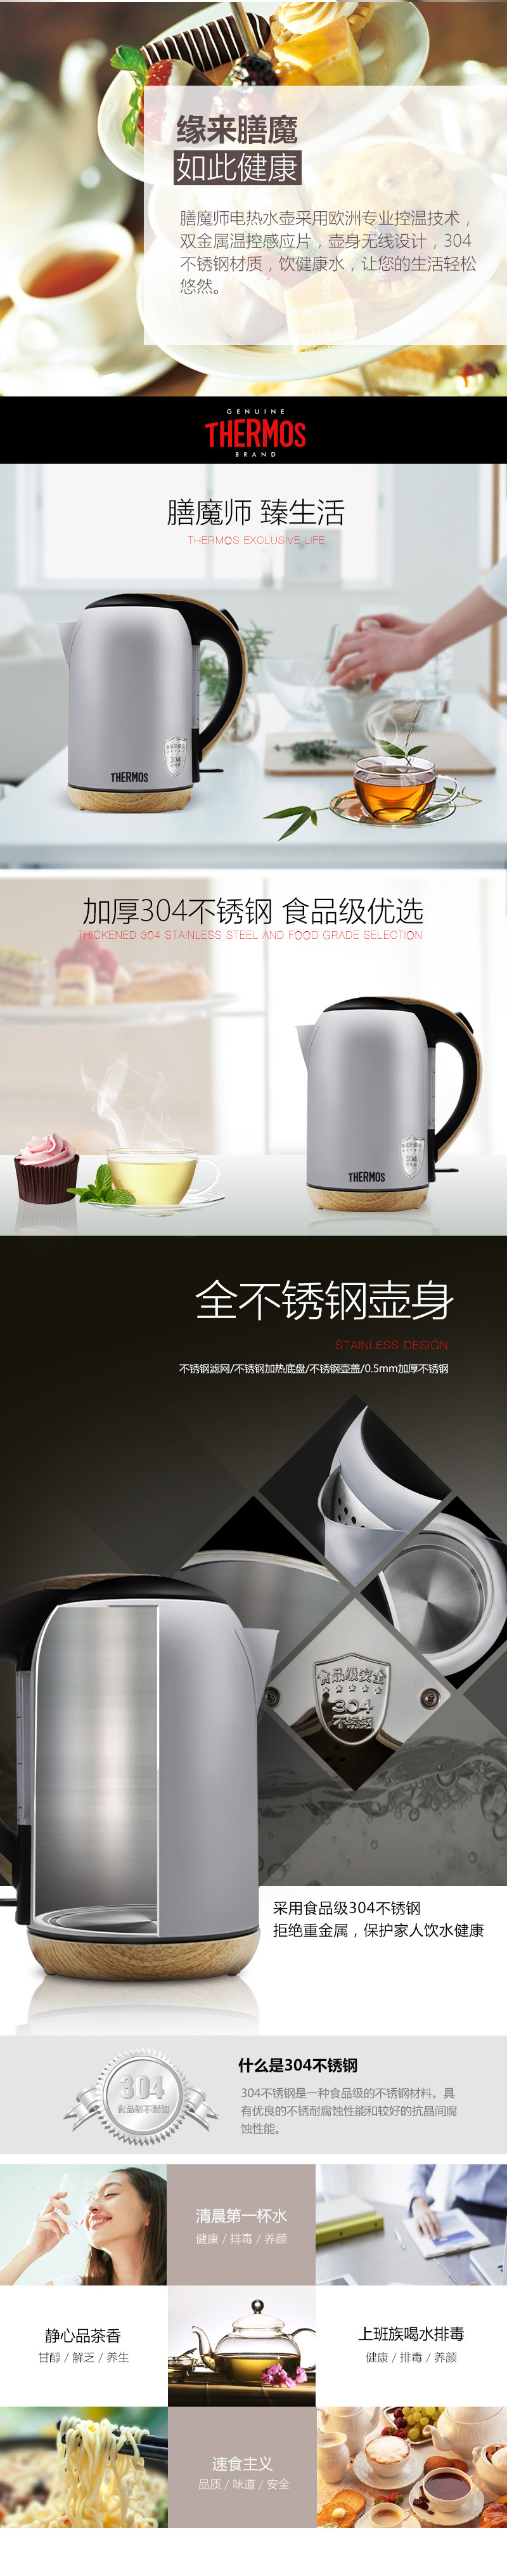 缘来膳魔
如此健康
膳魔师电热水壶采用欧洲专业控温技术，
双金属温控感应片，壶身无线设计，304
不锈钢材质，饮健康水，让您的生活轻松
悠然。
GENUINE
THERMOS
BRAND
膳魔师 臻生活
THERMOS EXCLUSIVE LIFE
304
THERMOS
加厚304不锈钢 食品级优选
THICKENED 304 STAINLESS STEEL AND FOOD GRADE SELECTION
304
THERMOS
全不锈钢壶身
STAINLESS DESIGN
不锈钢滤网/不锈钢加热底盘/不锈钢壶盖/0.5mm加厚不锈钢
食品级安全
304
不锈钢
采用食品级304不锈钢
拒绝重金属，保护家人饮水健康
304
什么是304不锈钢
304不锈钢是一种食品级的不锈钢材料。具
有优良的不锈耐腐蚀性能和较好的抗晶间腐
蚀性能。
清晨第一杯水
健康 / 排毒 / 养颜
静心品茶香
甘醇 / 解乏 / 养生
上班族喝水排毒
健康 / 排毒 / 养颜
速食主义
品质 / 味道 / 安全